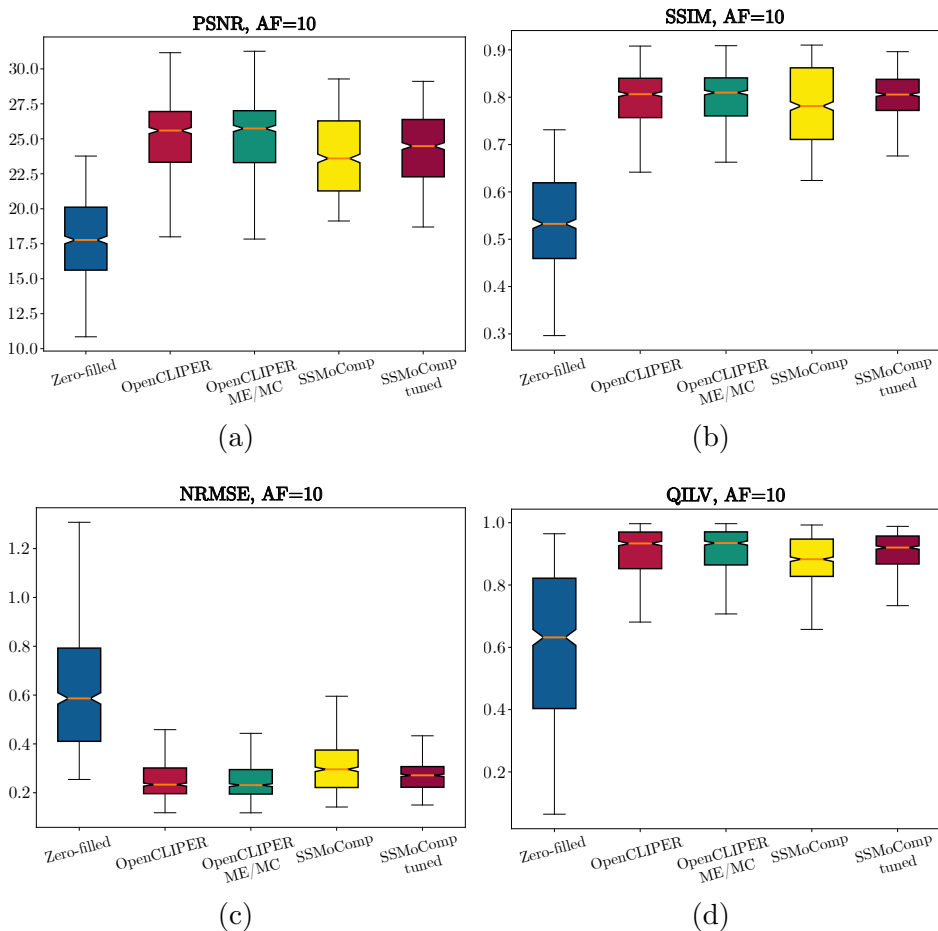 PSNR, AF=10
30.0
27.5
25.0
22.5
20.0
17.5
15.0
12.5
10.0
Zero-filled
OpenCLIPER
OpenCLIPER
ME/MC
SSMoComp
SSMoComp
tuned
(a)
SSIM, AF=10
0.9
0.8
0.7
0.6
0.5
0.4
0.3
Zero-filled
OpenCLIPER
OpenCLIPER
ME/MC
SSMoComp
SSMoComp
tuned
(b)
NRMSE, AF=10
1.2
1.0
0.8
0.6
0.4
0.2
Zero-filled
OpenCLIPER
OpenCLIPER
ME/MC
SSMoComp
SSMoComp
tuned
(c)
QILV, AF=10
1.0
0.8
0.6
0.4
0.2
Zero-filled
OpenCLIPER
OpenCLIPER
ME/MC
SSMoComp
SSMoComp
tuned
(d)